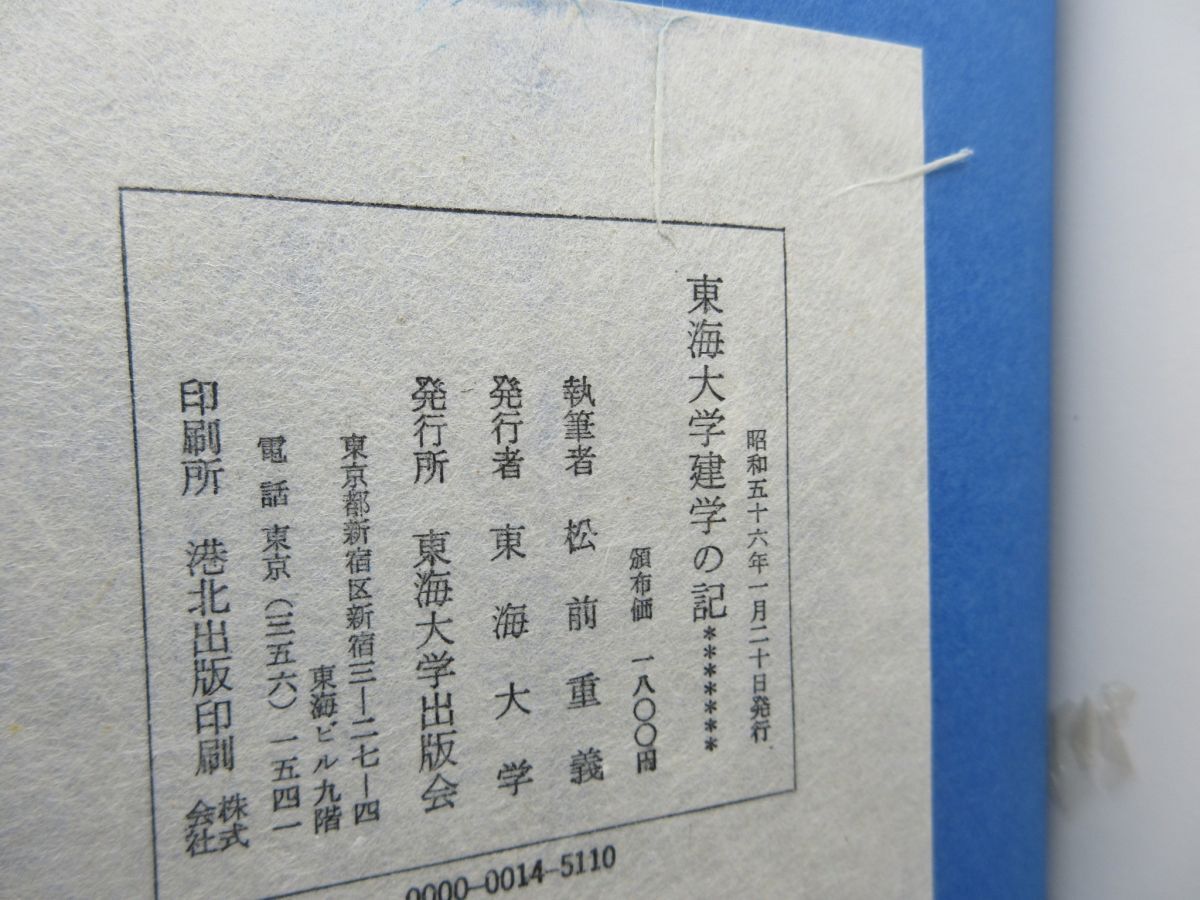 昭和五十六年一月二十日発行
東海大学建学の記******
頒布価 一八〇〇円
執筆者 松前重義
発行者 東海大学
発行所 東海大学出版会
東京都新宿区新宿三―二七―四
東海ビル九階
電話 東京(三五六)一五四一
印刷所 港北出版印刷株式会社
0000-0014-5110